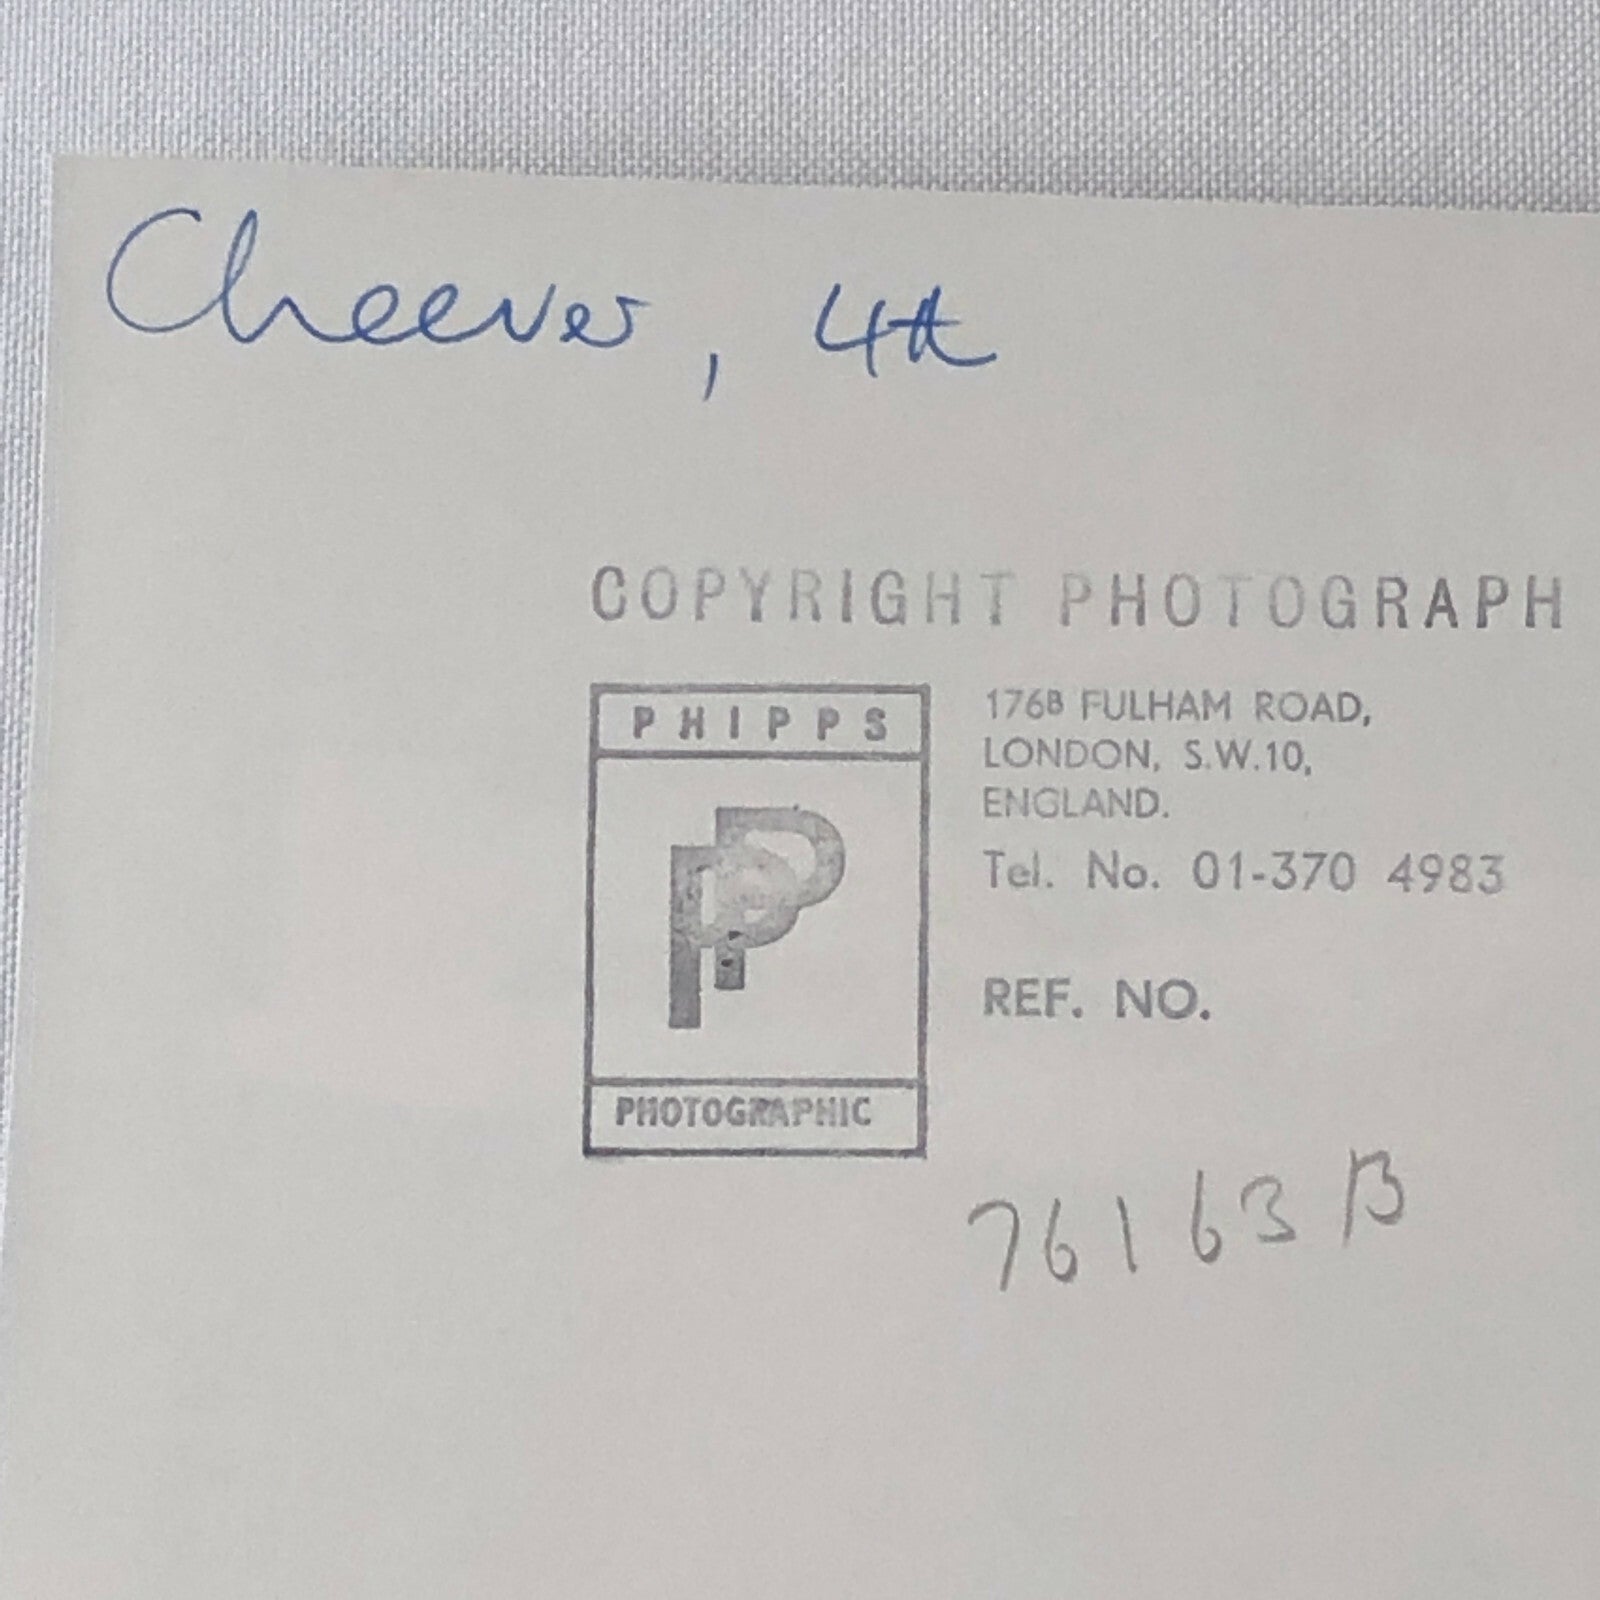 Cheever, 4th
COPYRIGHT PHOTOGRAPH
PHIPPS
PP
PHOTOGRAPHIC
176B FULHAM ROAD,
LONDON, S.W.10,
ENGLAND.
Tel. No. 01-370 4983
REF. NO.
76163B